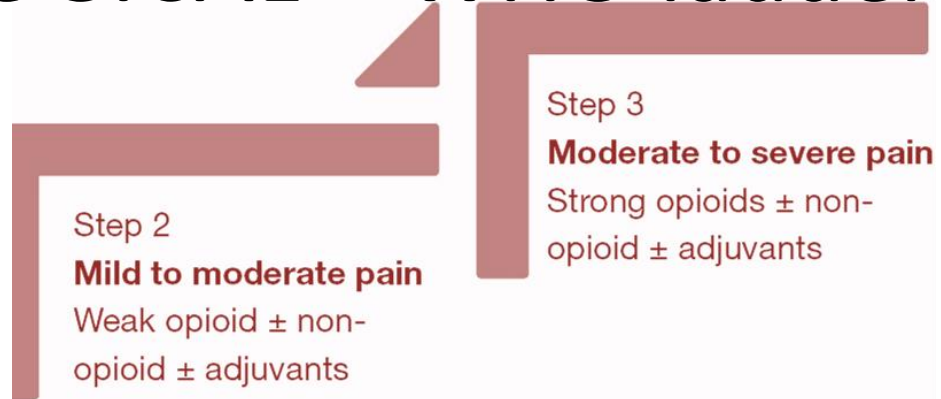 Step 2
Mild to moderate pain
Weak opioid ± non-
opioid ± adjuvants
Step 3
Moderate to severe pain
Strong opioids ± non-
opioid ± adjuvants